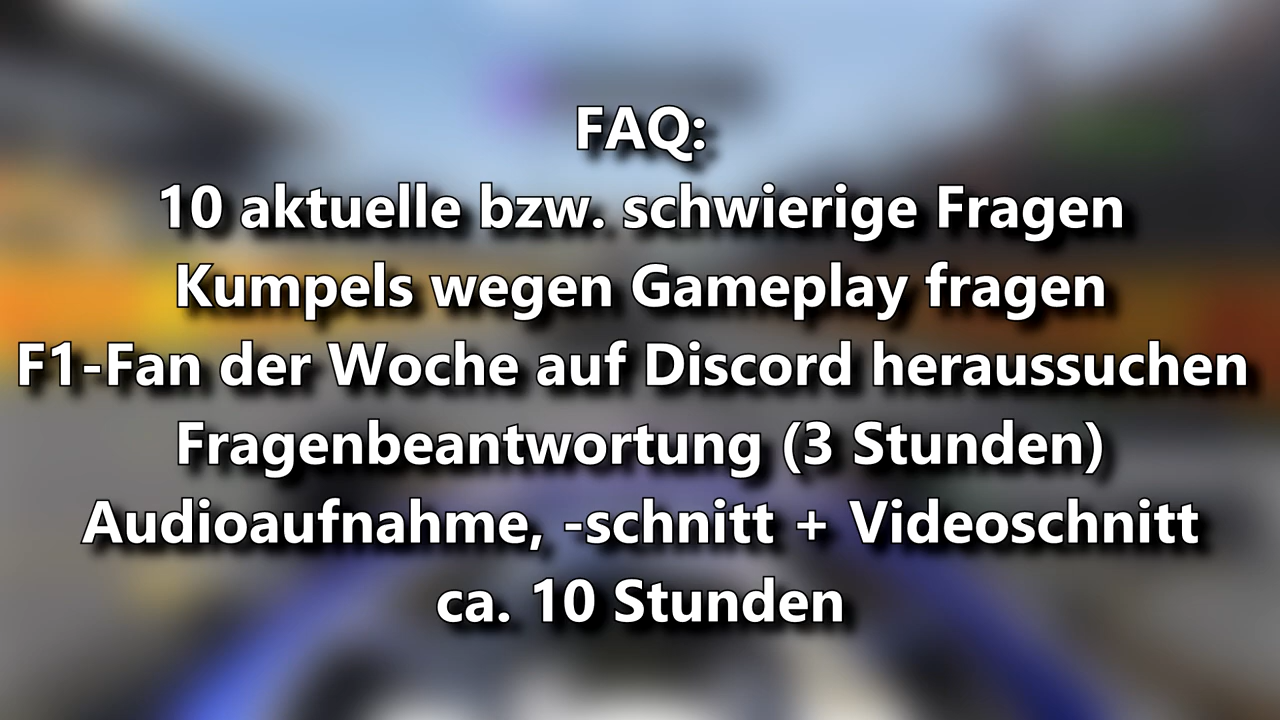 FAQ:
10 aktuelle bzw. schwierige Fragen
Kumpels wegen Gameplay fragen
F1-Fan der Woche auf Discord heraussuchen
Fragenbeantwortung (3 Stunden)
Audioaufnahme, -schnitt + Videoschnitt
ca. 10 Stunden